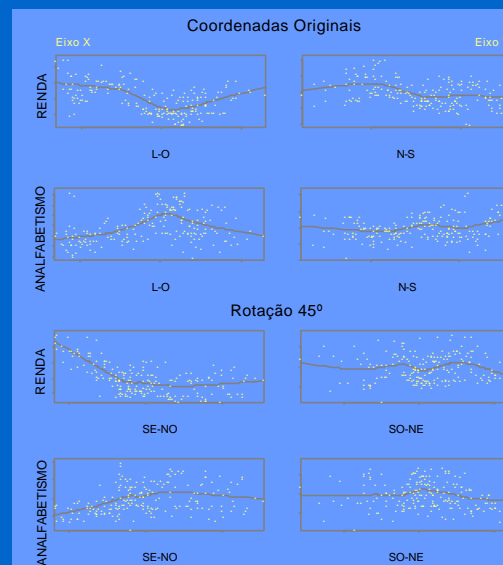 Coordenadas Originais
Eixo X Eixo
RENDA
L-O N-S
ANALFABETISMO
L-O N-S
Rotação 45º
RENDA
SE-NO SO-NE
ANALFABETISMO
SE-NO SO-NE